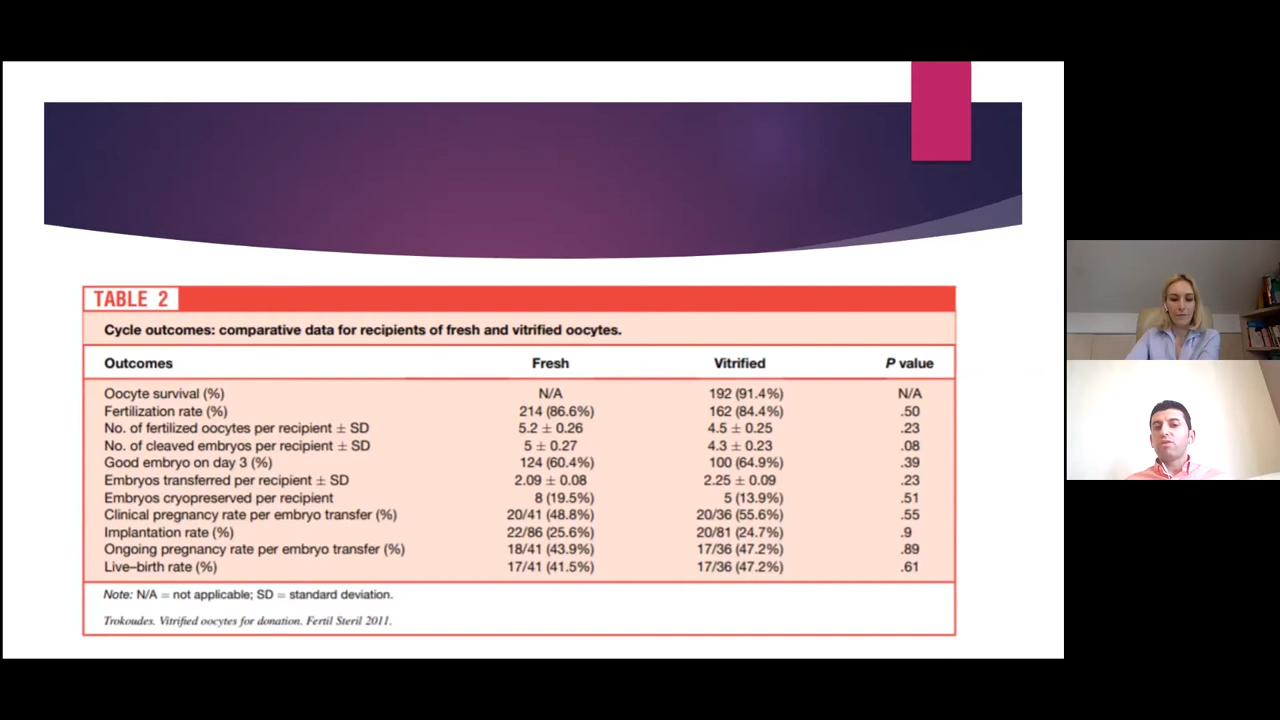 TABLE 2
Cycle outcomes: comparative data for recipients of fresh and vitrified oocytes.
Outcomes Fresh Vitrified P value
Oocyte survival (%) N/A 192 (91.4%) N/A
Fertilization rate (%) 214 (86.6%) 162 (84.4%) .50
No. of fertilized oocytes per recipient ± SD 5.2 ± 0.26 4.5 ± 0.25 .23
No. of cleaved embryos per recipient ± SD 5 ± 0.27 4.3 ± 0.23 .08
Good embryo on day 3 (%) 124 (60.4%) 100 (64.9%) .39
Embryos transferred per recipient ± SD 2.09 ± 0.08 2.25 ± 0.09 .23
Embryos cryopreserved per recipient 8 (19.5%) 5 (13.9%) .51
Clinical pregnancy rate per embryo transfer (%) 20/41 (48.8%) 20/36 (55.6%) .55
Implantation rate (%) 22/86 (25.6%) 20/81 (24.7%) .9
Ongoing pregnancy rate per embryo transfer (%) 18/41 (43.9%) 17/36 (47.2%) .89
Live–birth rate (%) 17/41 (41.5%) 17/36 (47.2%) .61
Note: N/A = not applicable; SD = standard deviation.
Trokoudes. Vitrified oocytes for donation. Fertil Steril 2011.